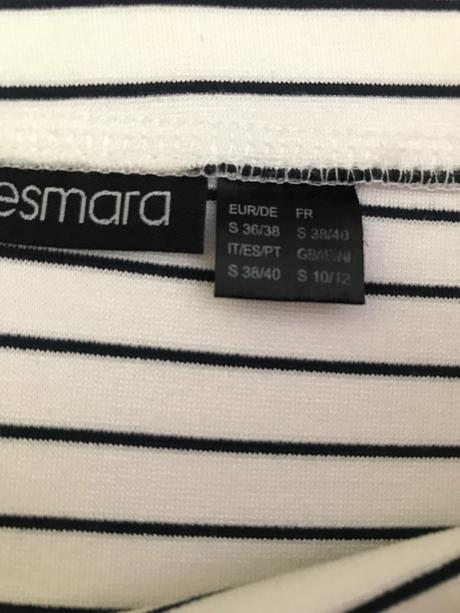 esmara
EUR/DE FR
S 36/38 S 38/40
IT/ES/PT GB/IE/NI
S 38/40 S 10/12